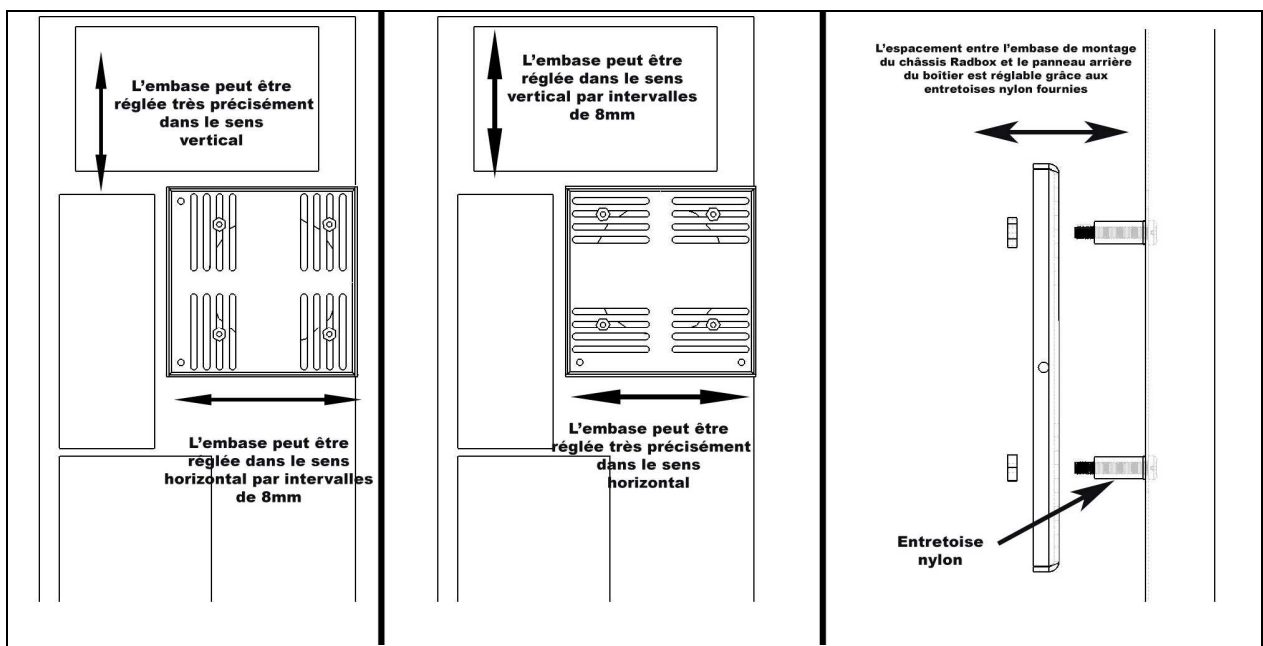 L'embase peut être
réglée très précisément
dans le sens
vertical
L'embase peut être
réglée dans le sens
horizontal par intervalles
de 8mm
L'embase peut être
réglée dans le sens
vertical par intervalles
de 8mm
L'embase peut être
réglée très précisément
dans le sens
horizontal
L'espacement entre l'embase de montage
du châssis Radbox et le panneau arrière
du boîtier est réglable grâce aux
entretoises nylon fournies
Entretoise
nylon